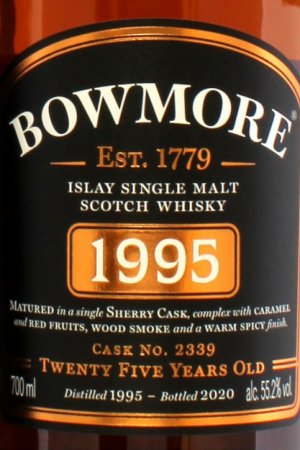 BOWMORE®
EST. 1779
ISLAY SINGLE MALT
SCOTCH WHISKY
1995
MATURED in a single SHERRY CASK, complex with CARAMEL
and RED FRUITS, WOOD SMOKE and a WARM SPICY finish.
CASK NO. 2339
700 ml TWENTY FIVE YEARS OLD alc. 55.2% vol.
Distilled 1995 – Bottled 2020